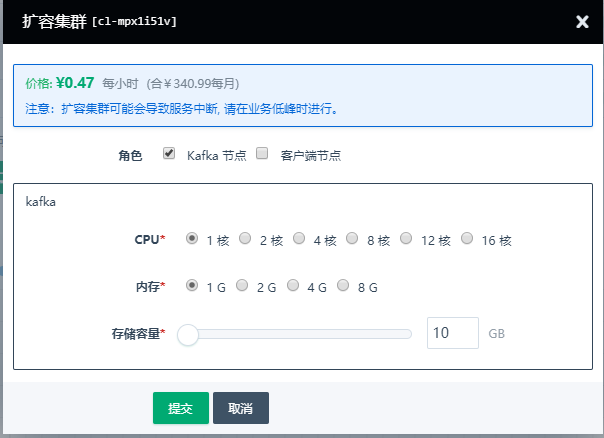 扩容集群 [cl-mpx1i51v]
价格: ¥0.47 每小时 (合￥340.99每月)
注意：扩容集群可能会导致服务中断, 请在业务低峰时进行。
角色 Kafka 节点 客户端节点
kafka
CPU* 1 核 2 核 4 核 8 核 12 核 16 核
内存* 1 G 2 G 4 G 8 G
存储容量* 10 GB
提交 取消